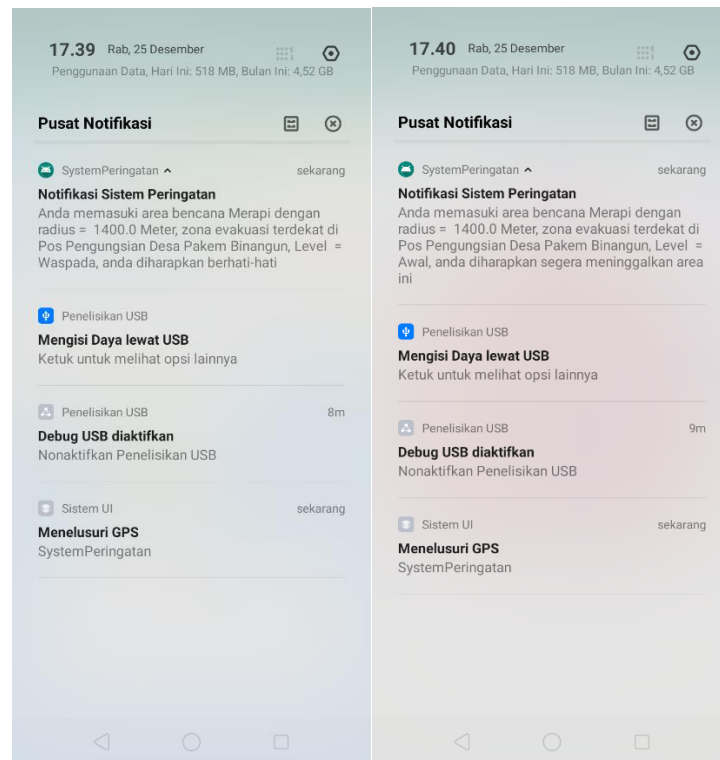 17.39 Rab, 25 Desember
Penggunaan Data, Hari Ini: 518 MB, Bulan Ini: 4,52 GB
Pusat Notifikasi
SystemPeringatan sekarang
Notifikasi Sistem Peringatan
Anda memasuki area bencana Merapi dengan
radius = 1400.0 Meter, zona evakuasi terdekat di
Pos Pengungsian Desa Pakem Binangun, Level =
Waspada, anda diharapkan berhati-hati
Penelisikan USB
Mengisi Daya lewat USB
Ketuk untuk melihat opsi lainnya
Penelisikan USB 8m
Debug USB diaktifkan
Nonaktifkan Penelisikan USB
Sistem UI sekarang
Menelusuri GPS
SystemPeringatan
17.40 Rab, 25 Desember
Penggunaan Data, Hari Ini: 518 MB, Bulan Ini: 4,52 GB
Pusat Notifikasi
SystemPeringatan sekarang
Notifikasi Sistem Peringatan
Anda memasuki area bencana Merapi dengan
radius = 1400.0 Meter, zona evakuasi terdekat di
Pos Pengungsian Desa Pakem Binangun, Level =
Awal, anda diharapkan segera meninggalkan area
ini
Penelisikan USB
Mengisi Daya lewat USB
Ketuk untuk melihat opsi lainnya
Penelisikan USB 9m
Debug USB diaktifkan
Nonaktifkan Penelisikan USB
Sistem UI sekarang
Menelusuri GPS
SystemPeringatan